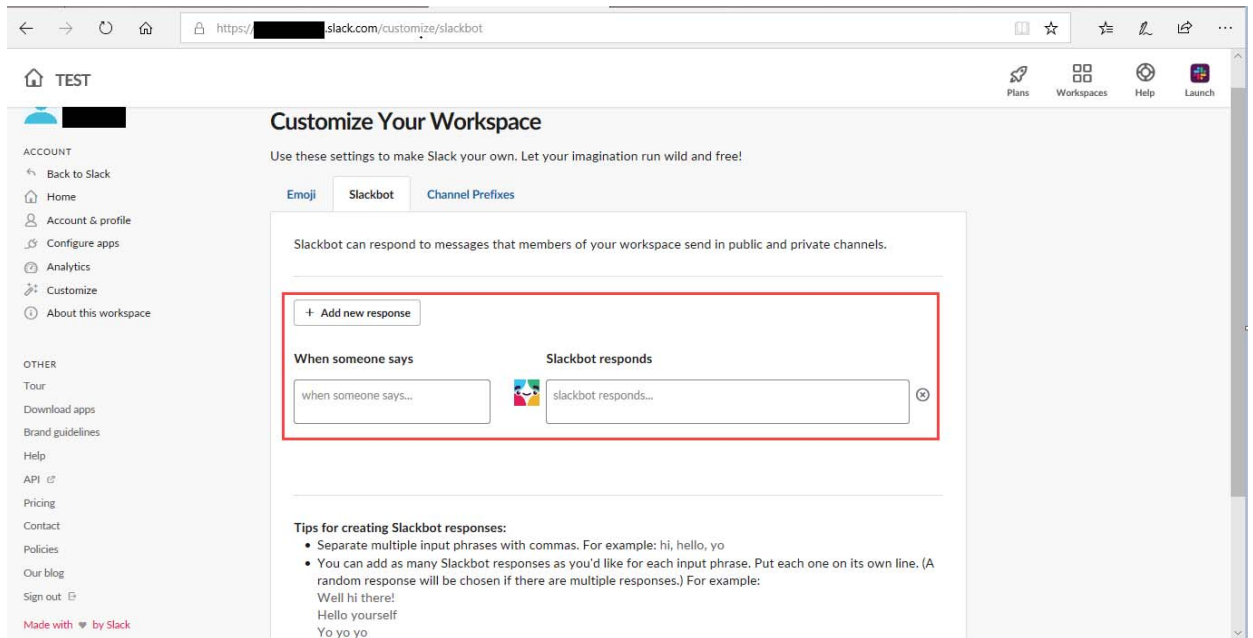 https://
.slack.com/customize/slackbot
TEST
Plans
Workspaces
Help
Launch
ACCOUNT
Back to Slack
Home
Account & profile
Configure apps
Analytics
Customize
About this workspace
OTHER
Tour
Download apps
Brand guidelines
Help
API
Pricing
Contact
Policies
Our blog
Sign out
Made with ♥ by Slack
Customize Your Workspace
Use these settings to make Slack your own. Let your imagination run wild and free!
Emoji
Slackbot
Channel Prefixes
Slackbot can respond to messages that members of your workspace send in public and private channels.
+ Add new response
When someone says
Slackbot responds
when someone says...
slackbot responds...
Tips for creating Slackbot responses:
• Separate multiple input phrases with commas. For example: hi, hello, yo
• You can add as many Slackbot responses as you'd like for each input phrase. Put each one on its own line. (A
random response will be chosen if there are multiple responses.) For example:
Well hi there!
Hello yourself
Yo yo yo